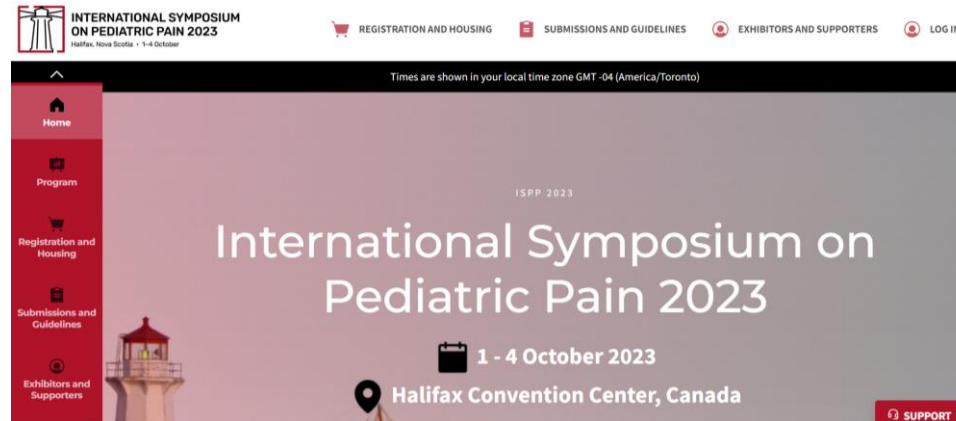 INTERNATIONAL SYMPOSIUM
ON PEDIATRIC PAIN 2023
Halifax, Nova Scotia • 1-4 October
REGISTRATION AND HOUSING
SUBMISSIONS AND GUIDELINES
EXHIBITORS AND SUPPORTERS
LOG IN
Times are shown in your local time zone GMT -04 (America/Toronto)
Home
Program
Registration and
Housing
Submissions and
Guidelines
Exhibitors and
Supporters
ISPP 2023
International Symposium on
Pediatric Pain 2023
1 - 4 October 2023
Halifax Convention Center, Canada
SUPPORT